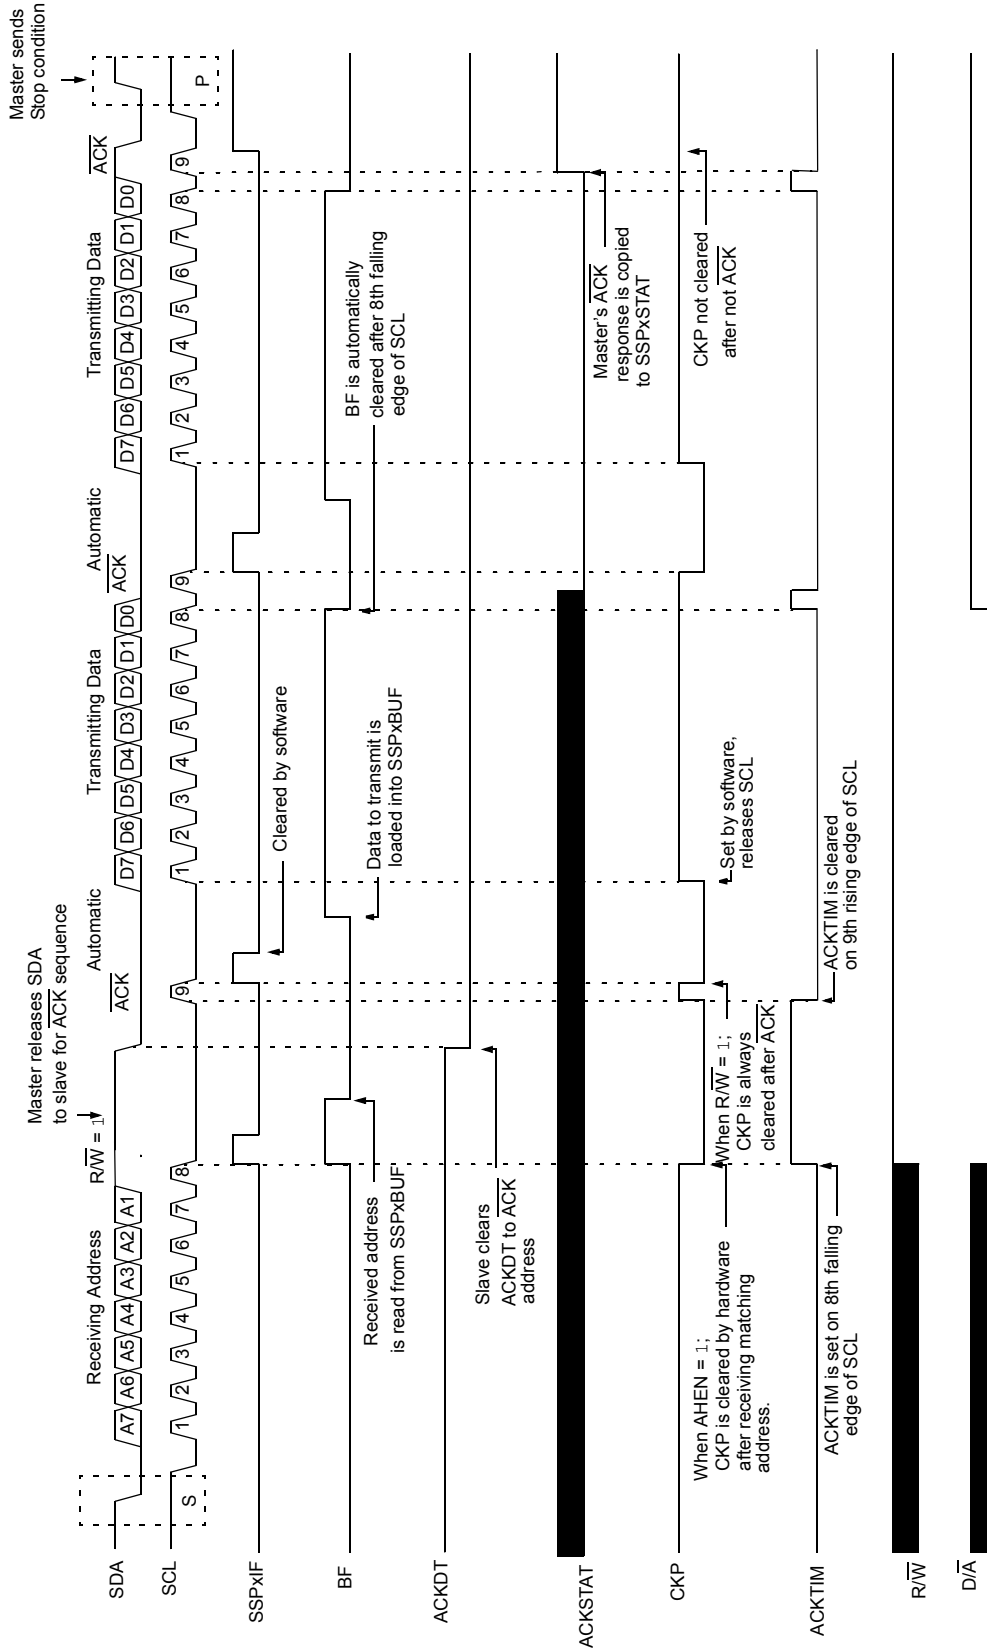 Master sends
Stop condition
Master releases SDA
to slave for ACK sequence
Receiving Address
R/W = 1
ACK
Automatic
Transmitting Data
ACK
Automatic
Transmitting Data
ACK
SDA
A7 A6 A5 A4 A3 A2 A1
D7 D6 D5 D4 D3 D2 D1 D0
D7 D6 D5 D4 D3 D2 D1 D0
SCL
S
1 2 3 4 5 6 7 8 9
1 2 3 4 5 6 7 8 9
1 2 3 4 5 6 7 8 9
P
SSPxIF
Cleared by software
BF
Received address
is read from SSPxBUF
Data to transmit is
loaded into SSPxBUF
BF is automatically
cleared after 8th falling
edge of SCL
ACKDT
Slave clears
ACKDT to ACK
address
ACKSTAT
Master's ACK
response is copied
to SSPxSTAT
CKP
When AHEN = 1;
CKP is cleared by hardware
after receiving matching
address.
When R/W = 1;
CKP is always
cleared after ACK
Set by software,
releases SCL
CKP not cleared
after not ACK
ACKTIM
ACKTIM is set on 8th falling
edge of SCL
ACKTIM is cleared
on 9th rising edge of SCL
R/W
D/A